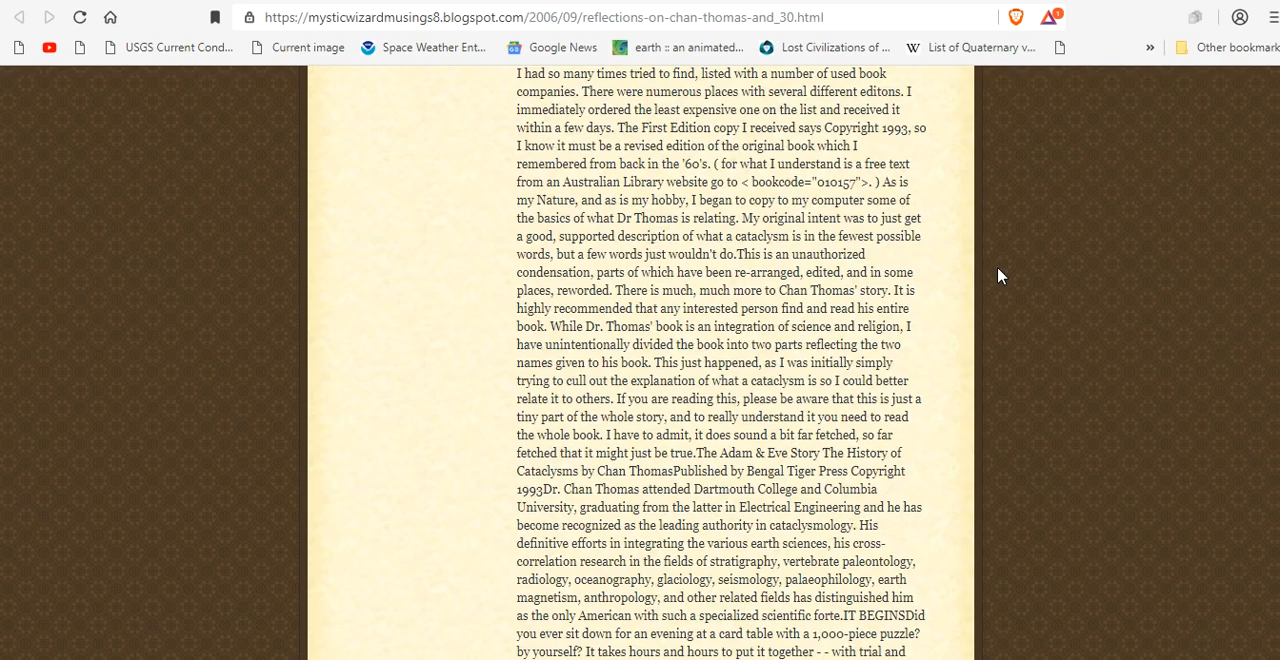 https://mysticwizardmusings8.blogspot.com/2006/09/reflections-on-chan-thomas-and_30.html
1
USGS Current Cond...
Current image
Space Weather Ent...
Google News
earth :: an animated...
Lost Civilizations of ...
W List of Quaternary v...
»
Other bookmark
I had so many times tried to find, listed with a number of used book
companies. There were numerous places with several different editons. I
immediately ordered the least expensive one on the list and received it
within a few days. The First Edition copy I received says Copyright 1993, so
I know it must be a revised edition of the original book which I
remembered from back in the '60's. ( for what I understand is a free text
from an Australian Library website go to < bookcode="010157">. ) As is
my Nature, and as is my hobby, I began to copy to my computer some of
the basics of what Dr Thomas is relating. My original intent was to just get
a good, supported description of what a cataclysm is in the fewest possible
words, but a few words just wouldn't do.This is an unauthorized
condensation, parts of which have been re-arranged, edited, and in some
places, reworded. There is much, much more to Chan Thomas' story. It is
highly recommended that any interested person find and read his entire
book. While Dr. Thomas' book is an integration of science and religion, I
have unintentionally divided the book into two parts reflecting the two
names given to his book. This just happened, as I was initially simply
trying to cull out the explanation of what a cataclysm is so I could better
relate it to others. If you are reading this, please be aware that this is just a
tiny part of the whole story, and to really understand it you need to read
the whole book. I have to admit, it does sound a bit far fetched, so far
fetched that it might just be true.The Adam & Eve Story The History of
Cataclysms by Chan ThomasPublished by Bengal Tiger Press Copyright
1993Dr. Chan Thomas attended Dartmouth College and Columbia
University, graduating from the latter in Electrical Engineering and he has
become recognized as the leading authority in cataclysmology. His
definitive efforts in integrating the various earth sciences, his cross-
correlation research in the fields of stratigraphy, vertebrate paleontology,
radiology, oceanography, glaciology, seismology, palaeophilology, earth
magnetism, anthropology, and other related fields has distinguished him
as the only American with such a specialized scientific forte.IT BEGINSDid
you ever sit down for an evening at a card table with a 1,000-piece puzzle?
by yourself? It takes hours and hours to put it together - - with trial and